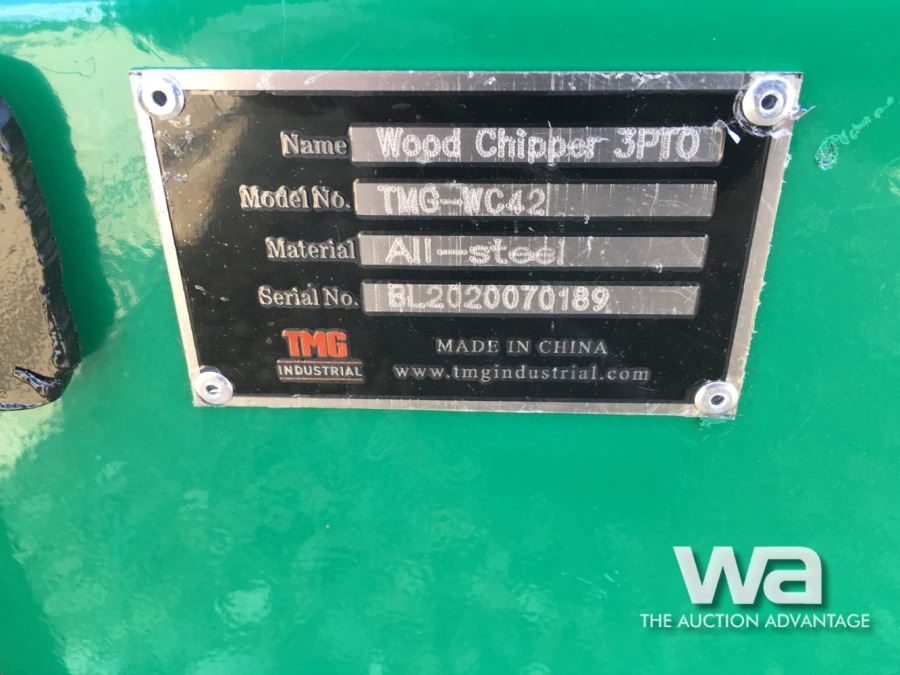 Name Wood Chipper 3PTO
Model No. TMG-WC42
Material All-steel
Serial No. BL2020070189
TMG
INDUSTRIAL
MADE IN CHINA
www.tmgindustrial.com
wa
THE AUCTION ADVANTAGE